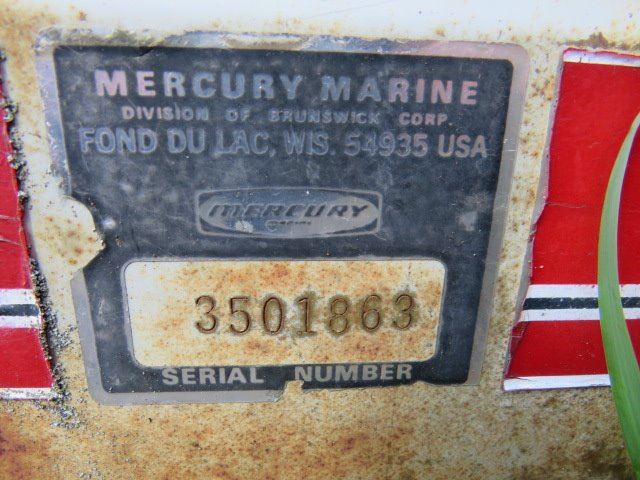 MERCURY MARINE
DIVISION OF BRUNSWICK CORP.
FOND DU LAC, WIS. 54935 USA
MERCURY
3501863
SERIAL NUMBER